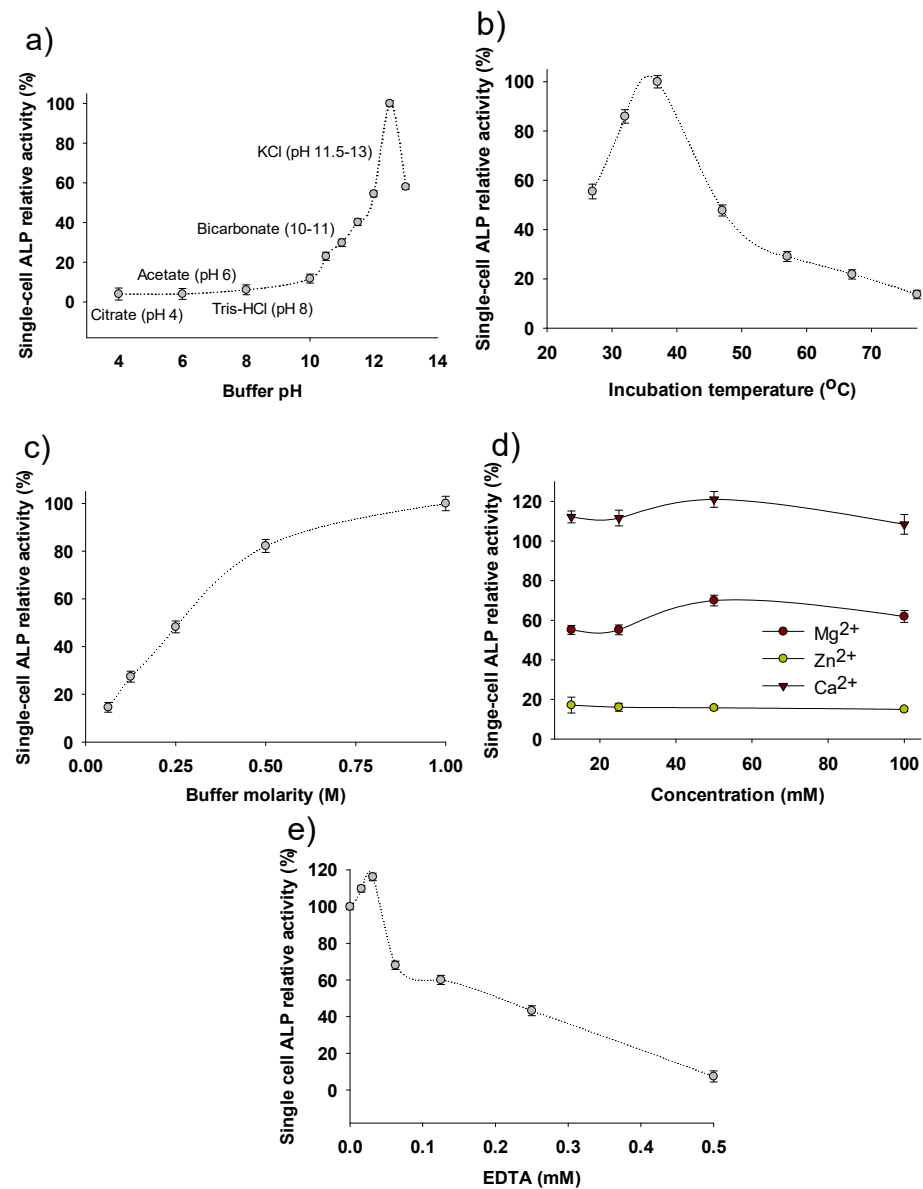 a)
Single-cell ALP relative activity (%)
100
80
60
40
20
0
KCl (pH 11.5-13)
Bicarbonate (10-11)
Acetate (pH 6)
Citrate (pH 4)
Tris-HCl (pH 8)
4 6 8 10 12 14
Buffer pH
b)
Single-cell ALP relative activity (%)
100
80
60
40
20
0
20 30 40 50 60 70
Incubation temperature (ºC)
c)
Single-cell ALP relative activity (%)
100
80
60
40
20
0
0.00 0.25 0.50 0.75 1.00
Buffer molarity (M)
d)
Singe-cell ALP relative activity (%)
120
100
80
60
40
20
0
Mg2+
Zn2+
Ca2+
20 40 60 80 100
Concentration (mM)
e)
Single cell ALP relative activity (%)
120
100
80
60
40
20
0
0.0 0.1 0.2 0.3 0.4 0.5
EDTA (mM)